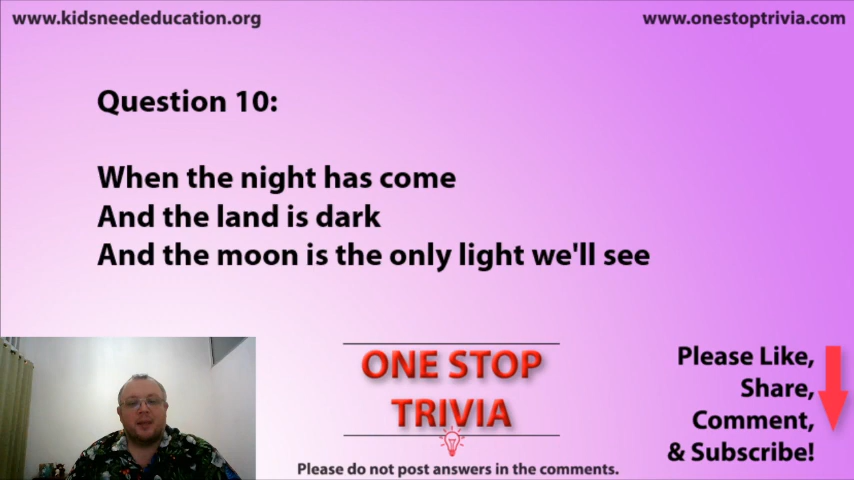 www.kidsneededucation.org
www.onestoptrivia.com
Question 10:
When the night has come
And the land is dark
And the moon is the only light we'll see
ONE STOP
TRIVIA
Please do not post answers in the comments.
Please Like,
Share,
Comment,
& Subscribe!